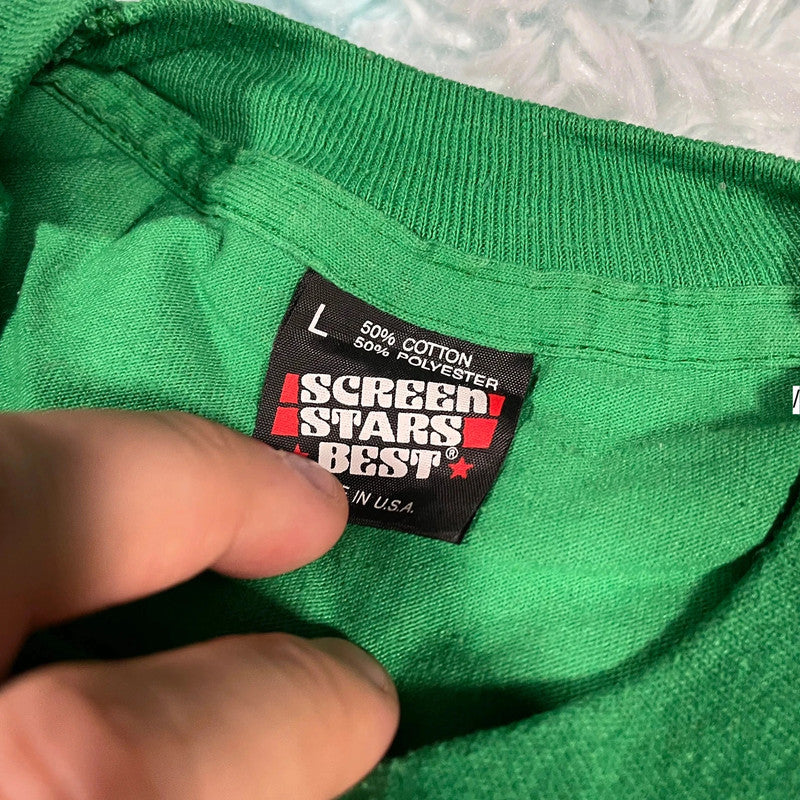 L
50% COTTON
50% POLYESTER
SCREEN
STARS
BEST®
IN U.S.A.